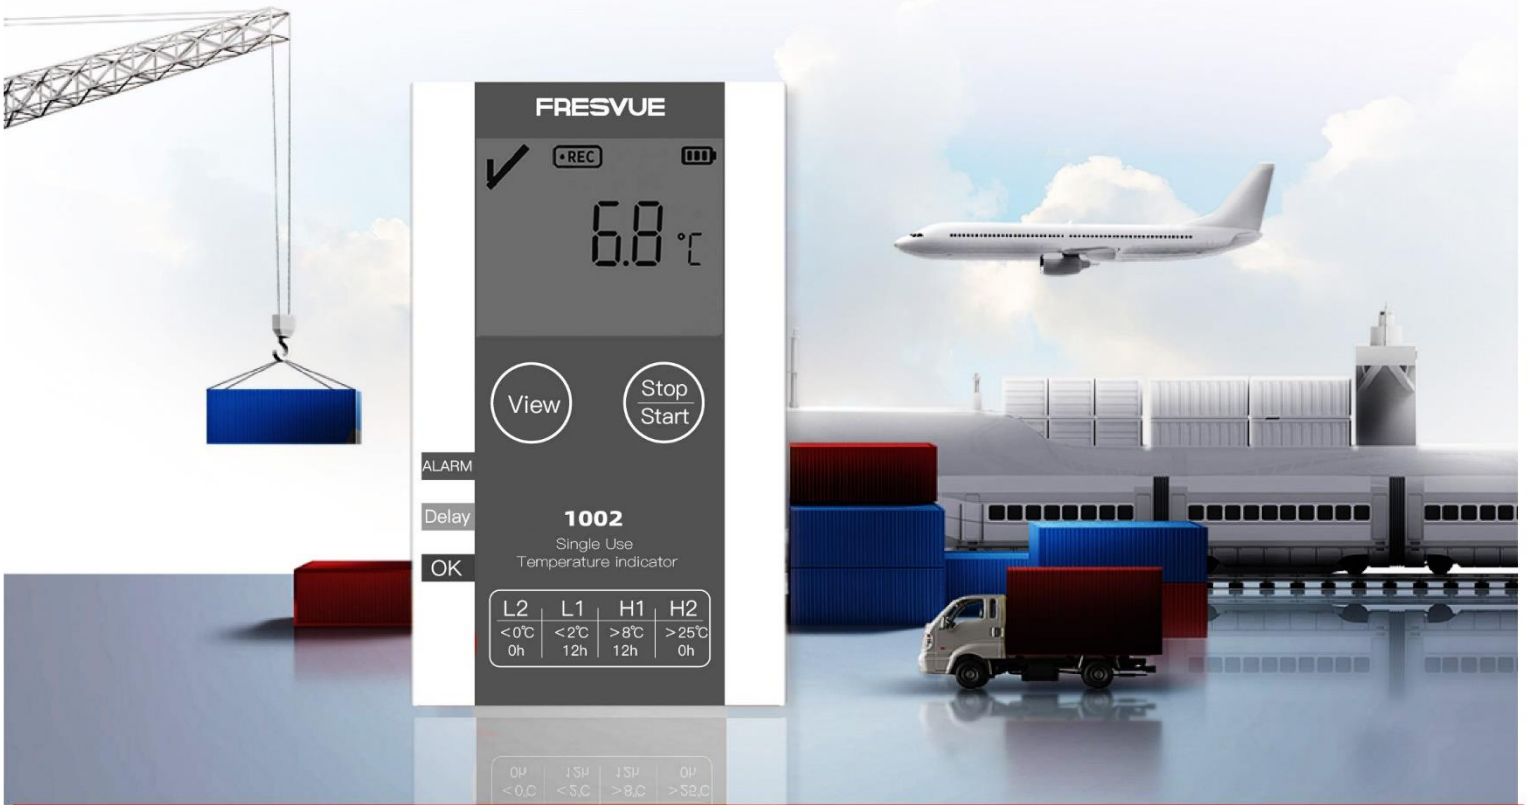 FRESVUE
•REC
6.8 °C
View
Stop
Start
ALARM
Delay
OK
1002
Single Use
Temperature indicator
L2 L1 H1 H2
<0℃ <2℃ >8℃ >25℃
0h 12h 12h 0h